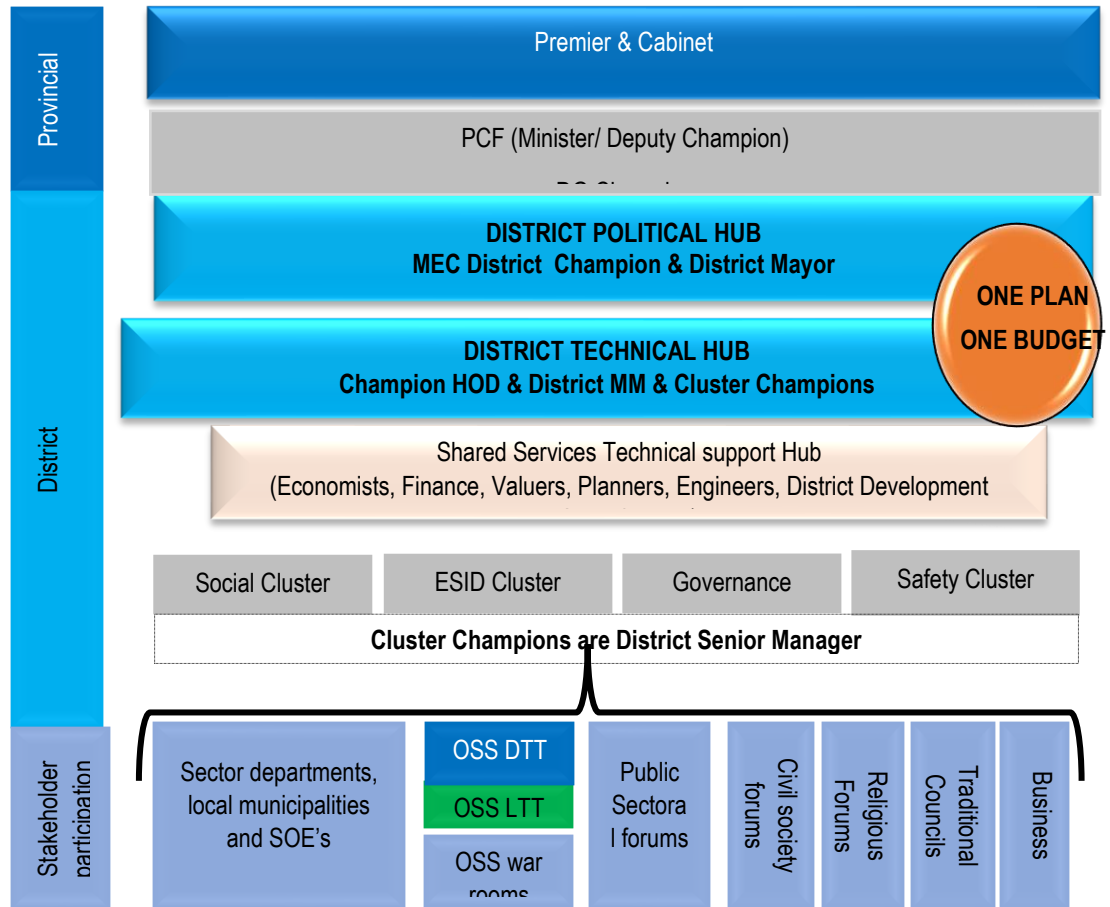 Provincial
Premier & Cabinet
PCF (Minister/ Deputy Champion)
District
DISTRICT POLITICAL HUB
MEC District Champion & District Mayor
ONE PLAN
ONE BUDGET
DISTRICT TECHNICAL HUB
Champion HOD & District MM & Cluster Champions
Shared Services Technical support Hub
(Economists, Finance, Valuers, Planners, Engineers, District Development
Social Cluster
ESID Cluster
Governance
Safety Cluster
Cluster Champions are District Senior Manager
Stakeholder
participation
Sector departments,
local municipalities
and SOE's
OSS DTT
OSS LTT
OSS war
rooms
Public
Sectora
l forums
Civil society
forums
Religious
Forums
Traditional
Councils
Business